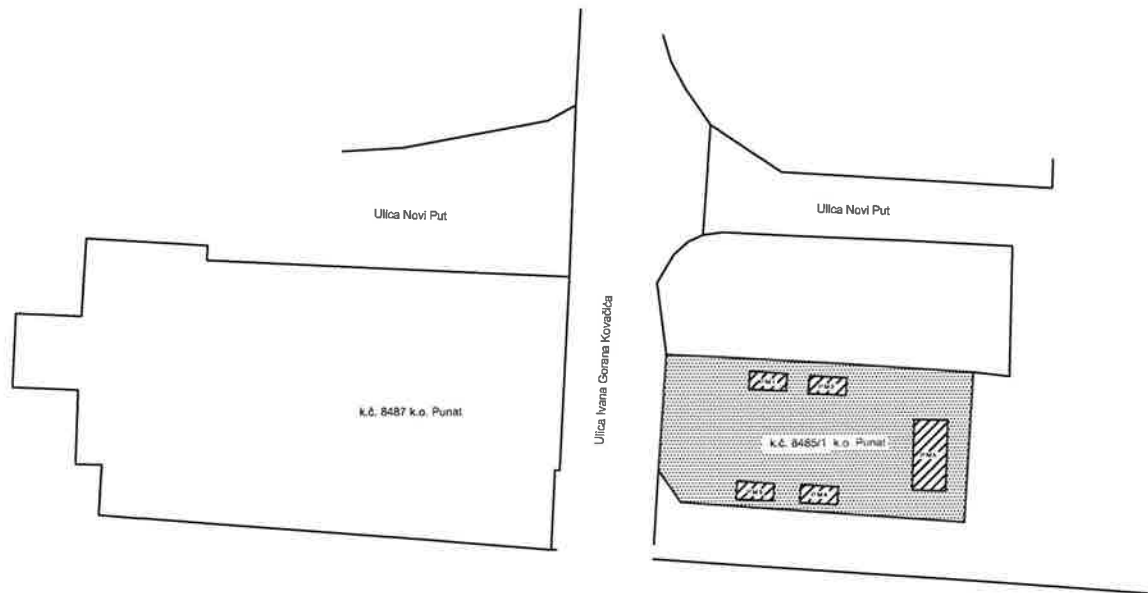 Ulica Novi Put
Ulica Novi Put
Ulica Ivana Gorana Kovačića
k.č. 8487 k.o. Punat
k.č. 8485/1 k.o. Punat